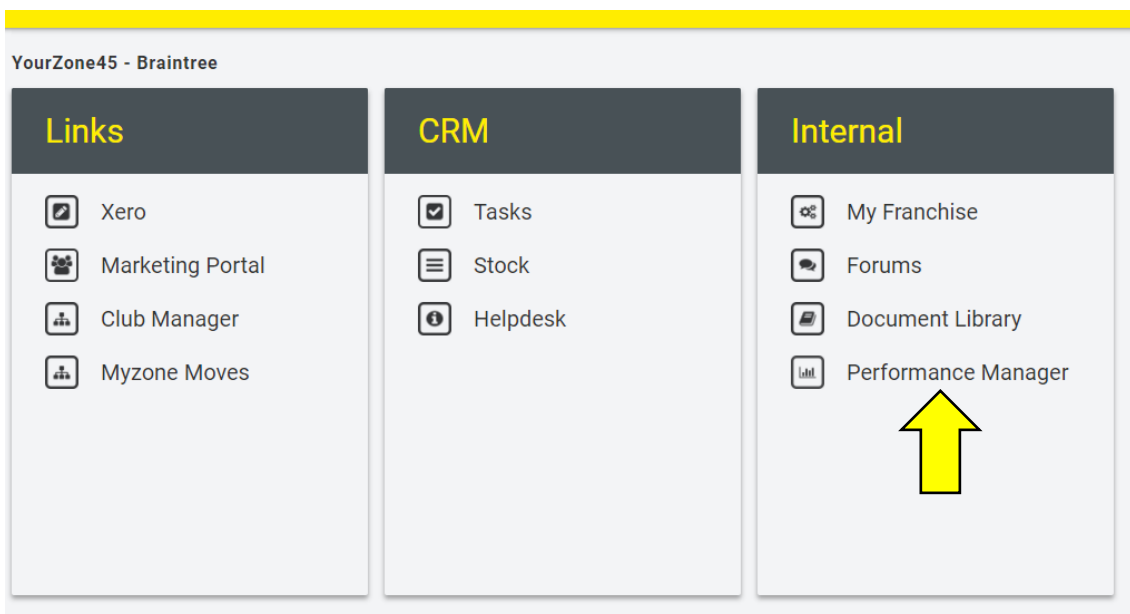 YourZone45 - Braintree
Links
Xero
Marketing Portal
Club Manager
Myzone Moves
CRM
Tasks
Stock
Helpdesk
Internal
My Franchise
Forums
Document Library
Performance Manager